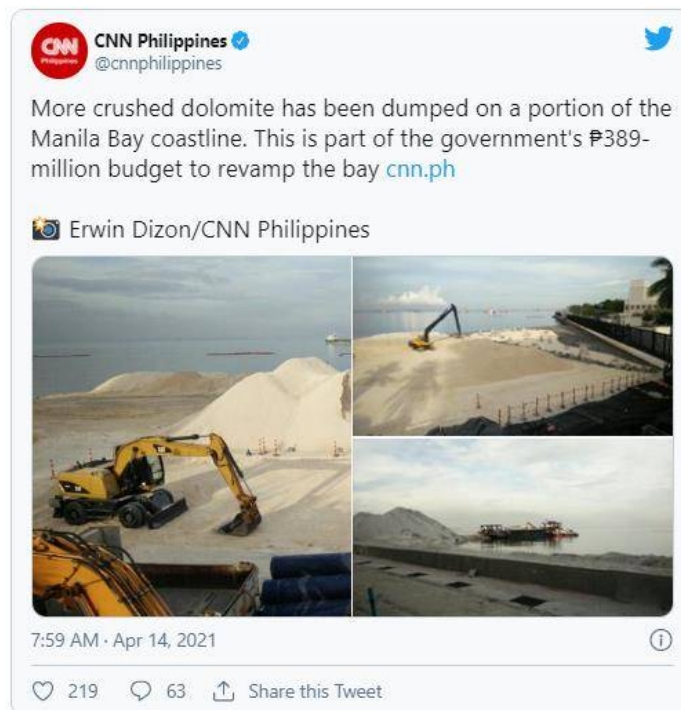 CNN Philippines
CNN Philippines
@cnnphilippines
More crushed dolomite has been dumped on a portion of the
Manila Bay coastline. This is part of the government's ₱389-
million budget to revamp the bay cnn.ph
📸 Erwin Dizon/CNN Philippines
7:59 AM · Apr 14, 2021
219 63 Share this Tweet